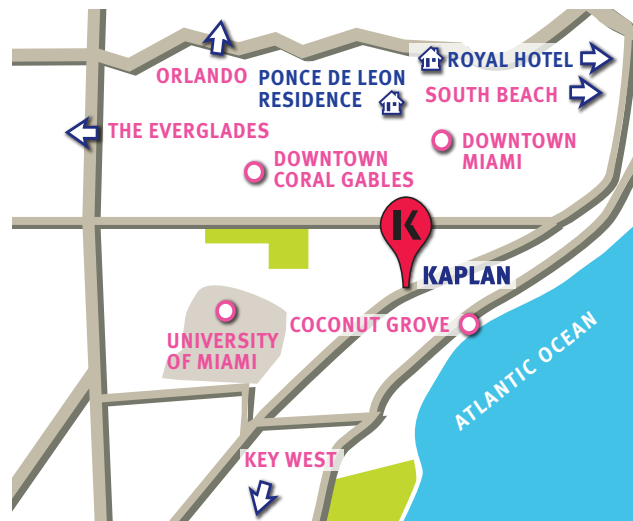 ORLANDO
PONCE DE LEON
RESIDENCE
ROYAL HOTEL
SOUTH BEACH
THE EVERGLADES
DOWNTOWN
CORAL GABLES
DOWNTOWN
MIAMI
K
KAPLAN
UNIVERSITY
OF MIAMI
COCONUT GROVE
ATLANTIC OCEAN
KEY WEST